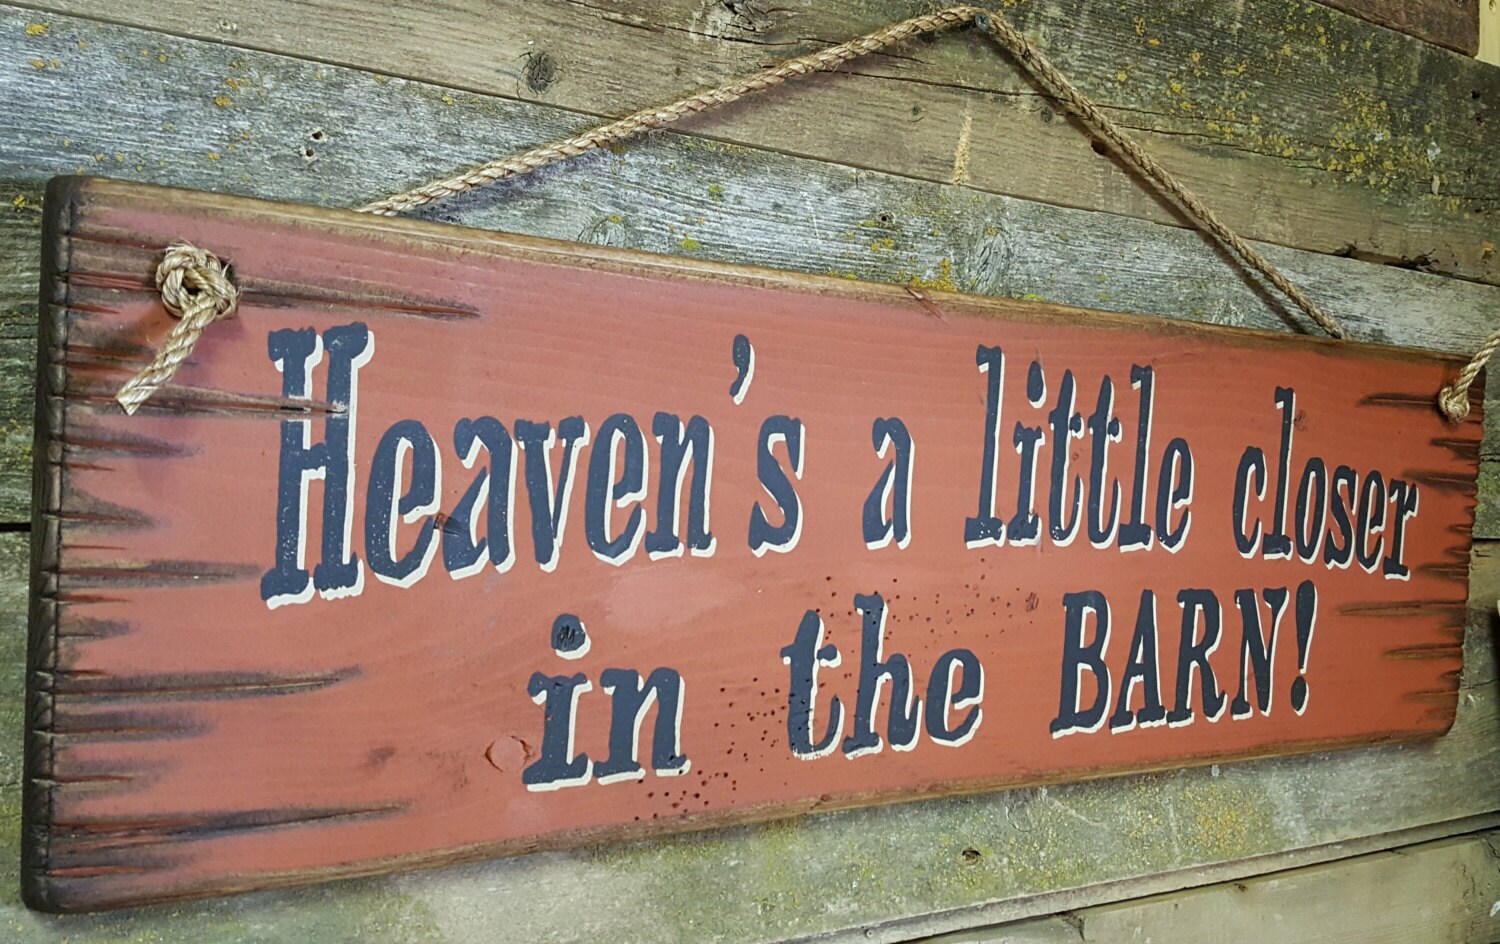 Heaven's a little closer
in the BARN!